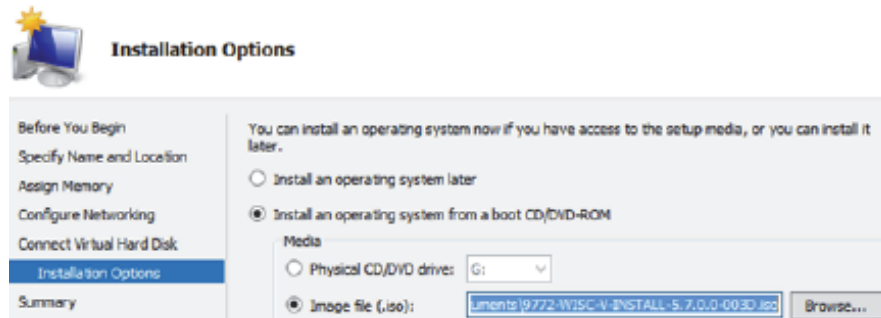 Installation Options
Before You Begin
Specify Name and Location
Assign Memory
Configure Networking
Connect Virtual Hard Disk
Installation Options
Summary
You can install an operating system now if you have access to the setup media, or you can install it
later.
Install an operating system later
Install an operating system from a boot CD/DVD-ROM
Media
Physical CD/DVD drive: G:
Image file (.iso): uments\9772-WISC-V-INSTALL-5.7.0.0-003D.iso Browse...